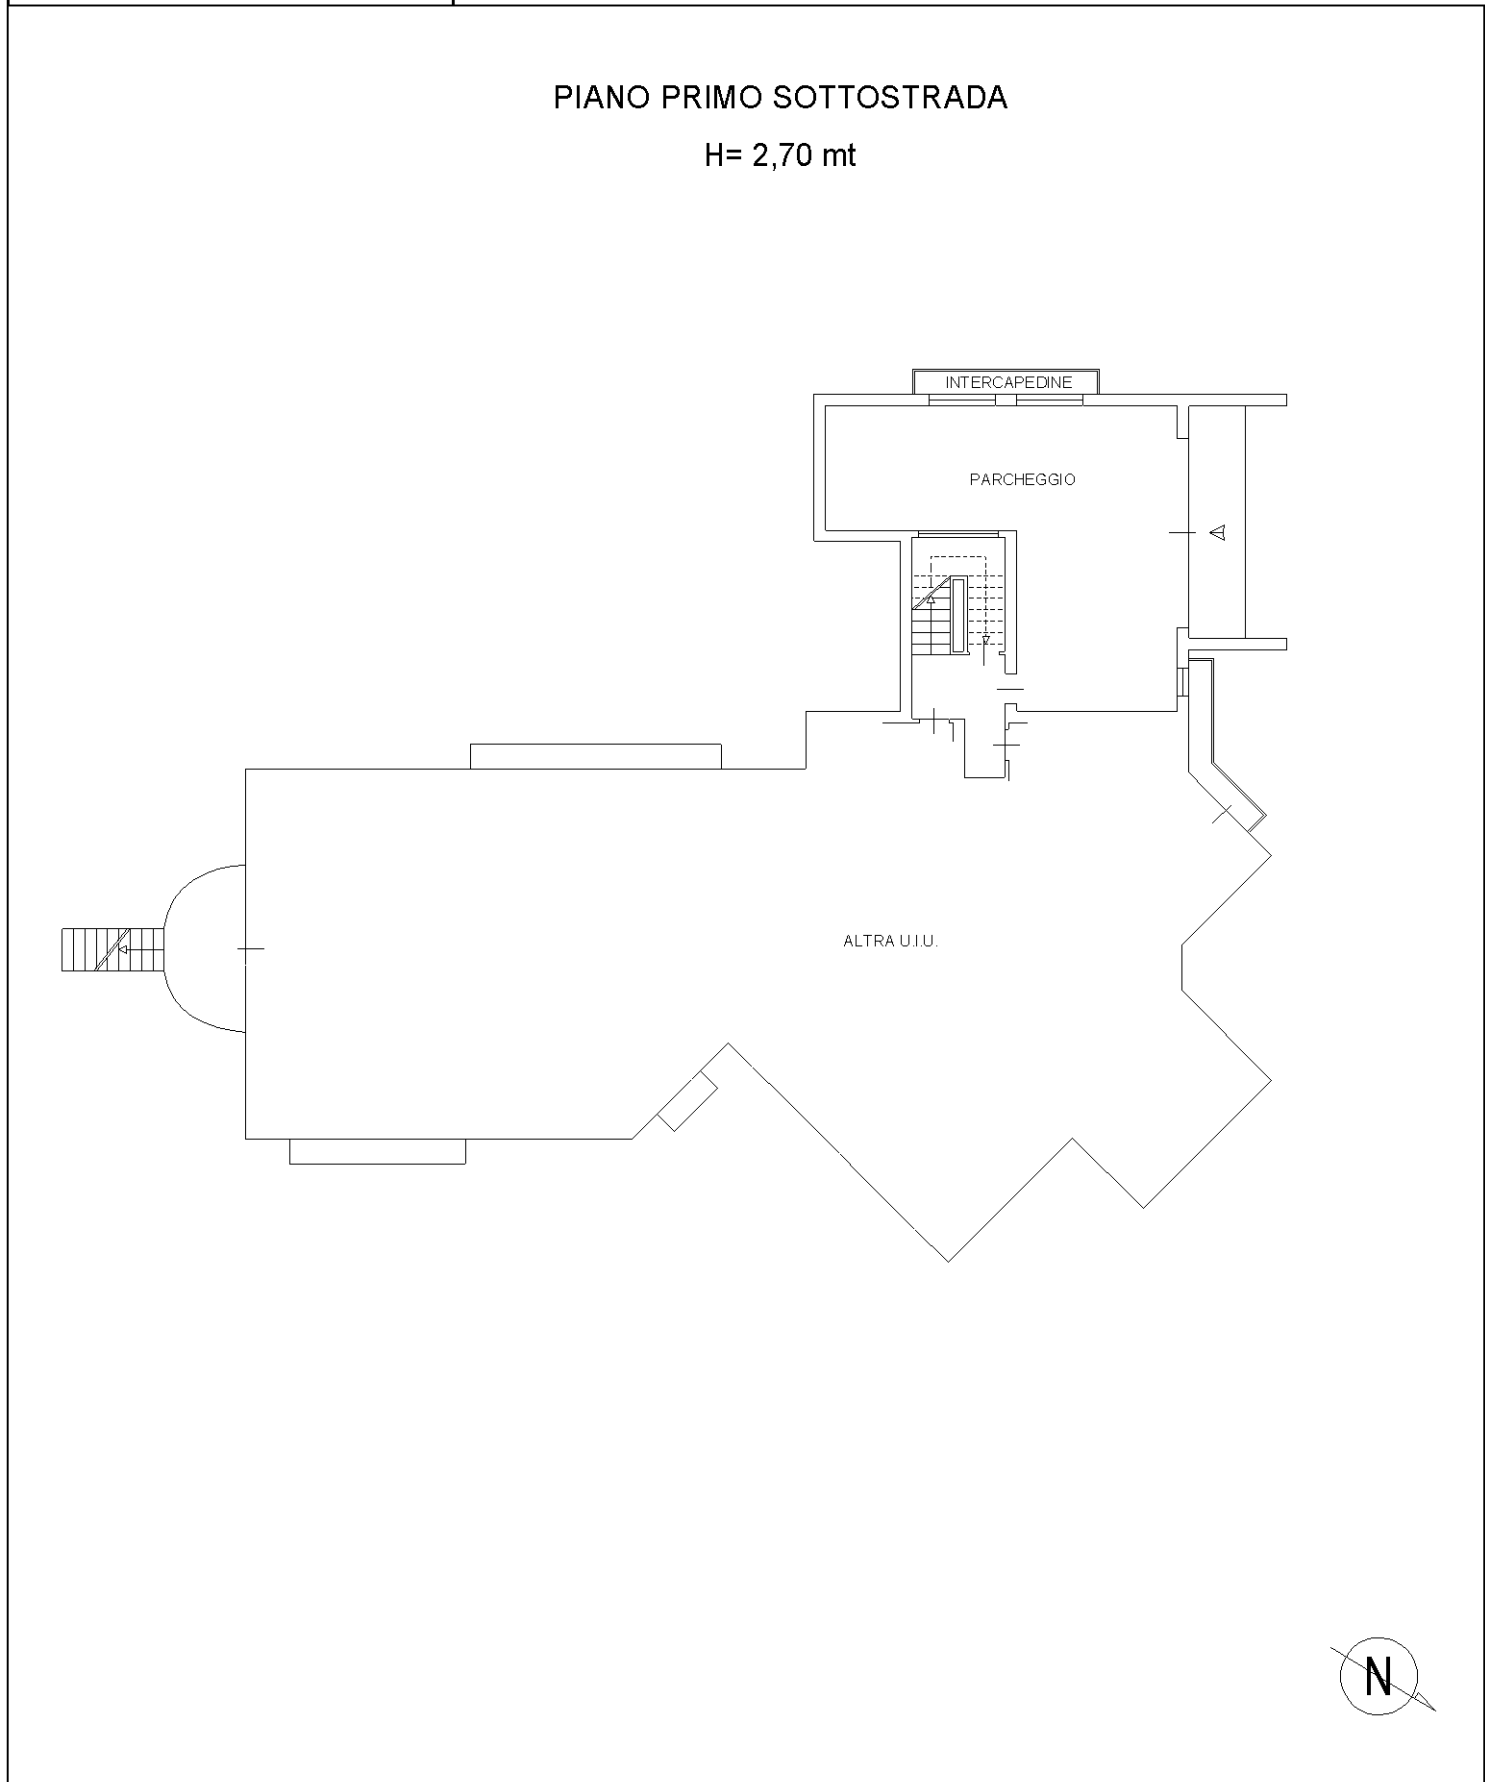 PIANO PRIMO SOTTOSTRADA
H= 2,70 mt
INTERCAPEDINE
PARCHEGGIO
ALTRA U.I.U.
N